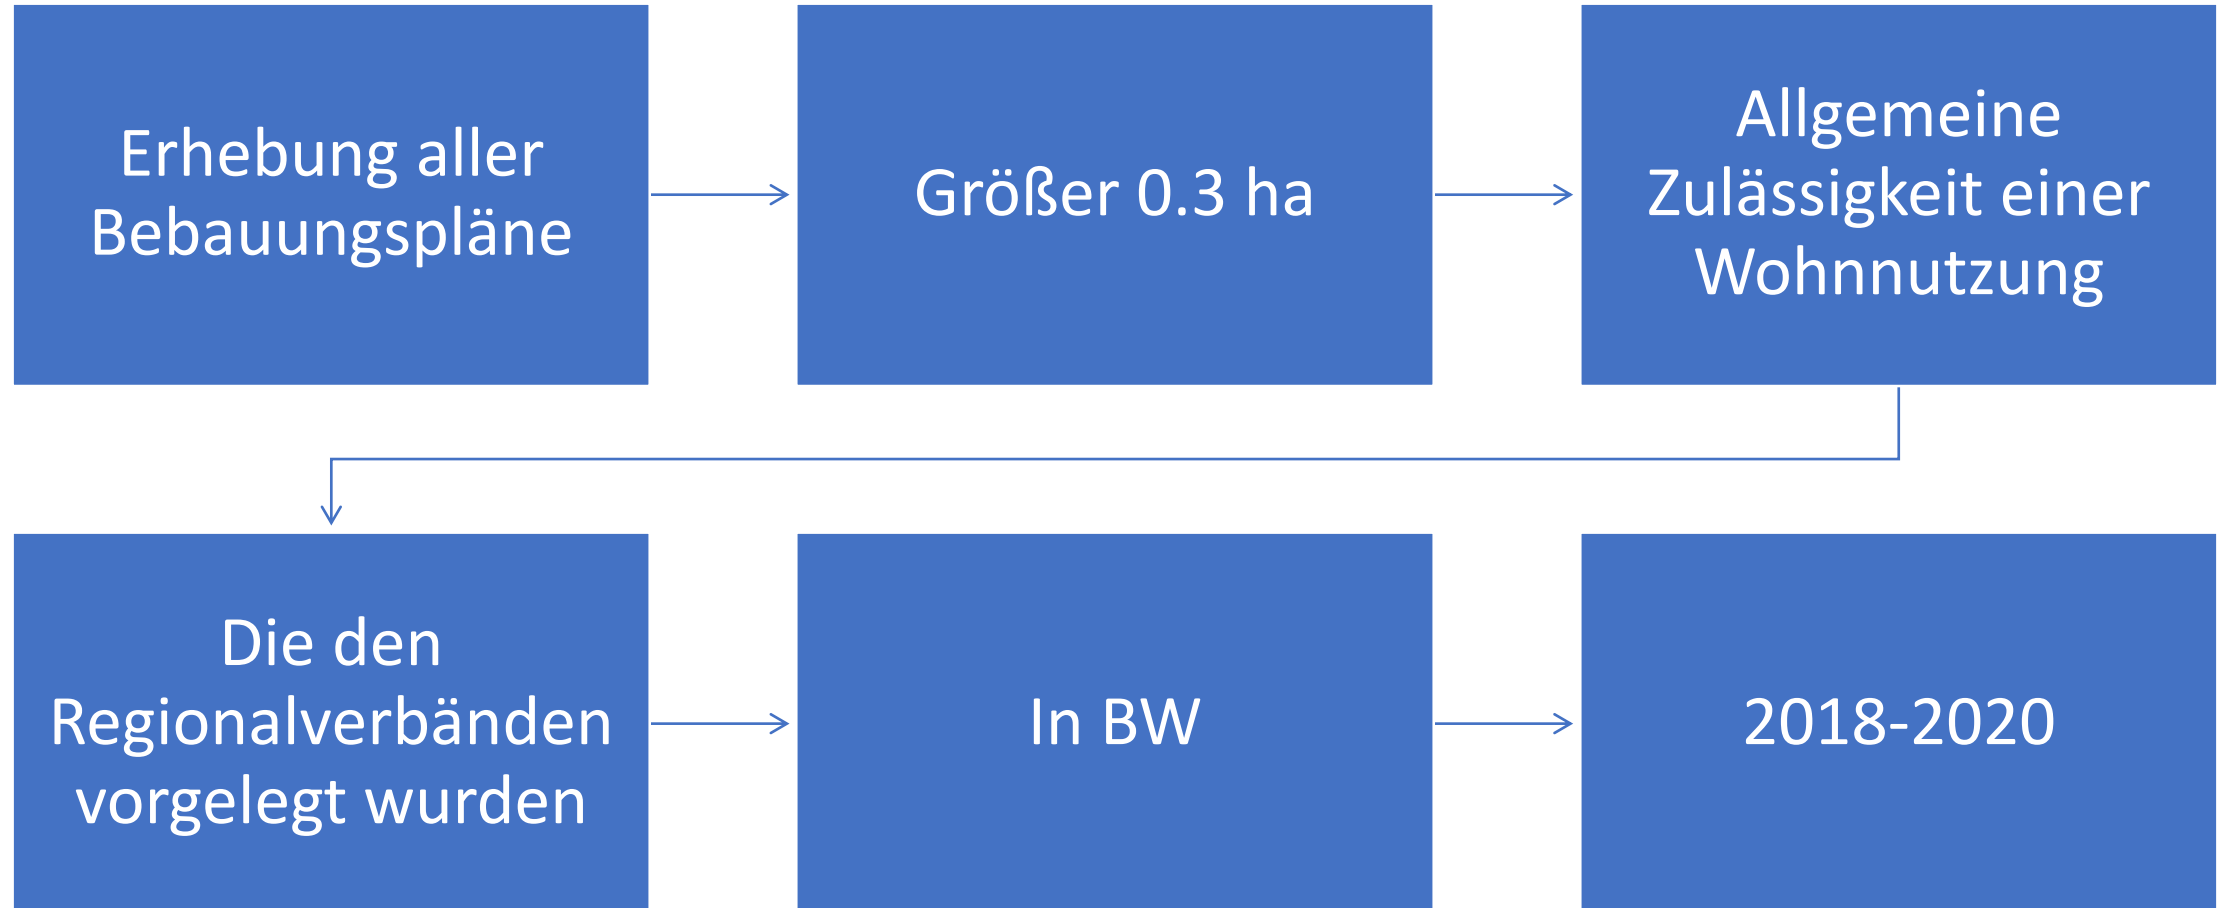 Erhebung aller
Bebauungspläne
Größer 0.3 ha
Allgemeine
Zulässigkeit einer
Wohnnutzung
Die den
Regionalverbänden
vorgelegt wurden
In BW
2018-2020